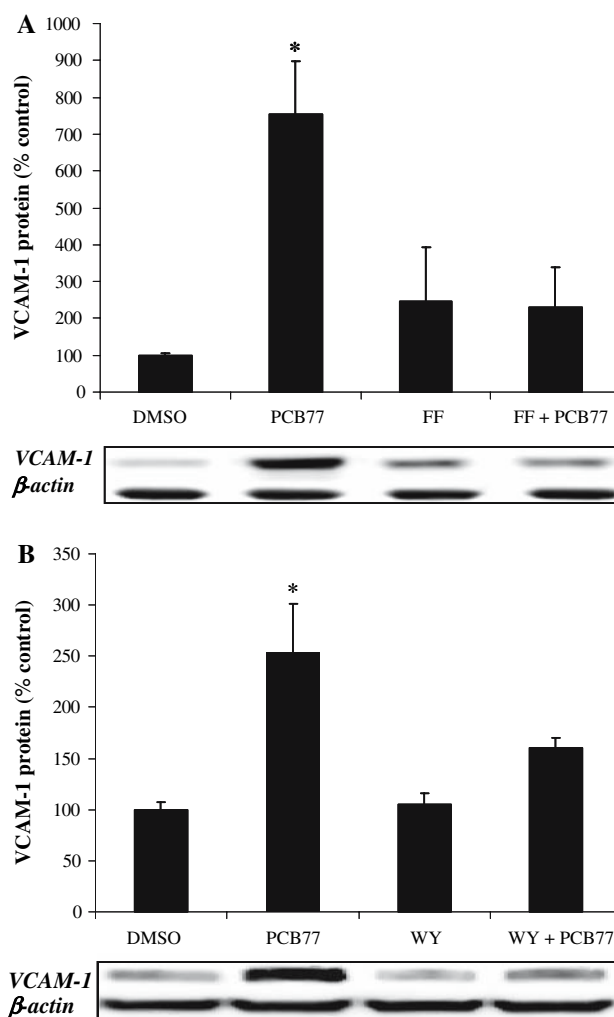 A
VCAM-1 protein (% control)
1000
900
800
700
600
500
400
300
200
100
0
*
DMSO PCB77 FF FF + PCB77
VCAM-1
β-actin
B
VCAM-1 protein (% control)
350
300
250
200
150
100
50
0
*
DMSO PCB77 WY WY + PCB77
VCAM-1
β-actin